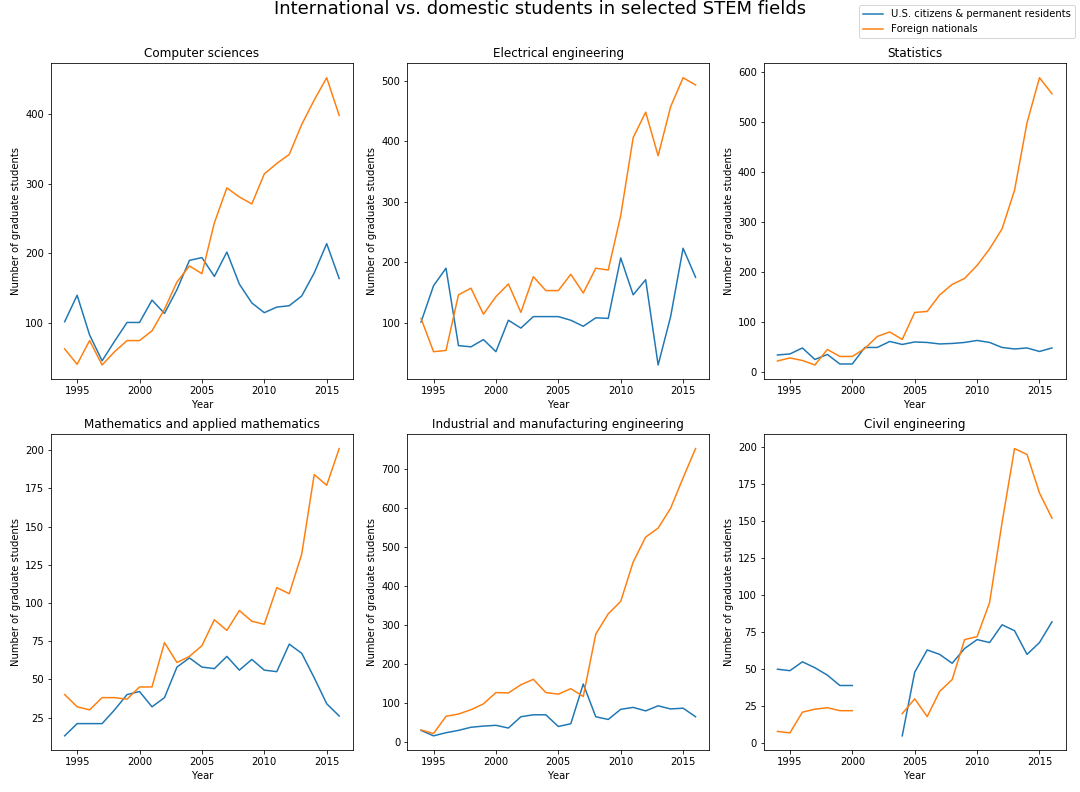 International vs. domestic students in selected STEM fields
U.S. citizens & permanent residents
Foreign nationals
Computer sciences
Number of graduate students
400
300
200
100
1995 2000 2005 2010 2015
Year
Electrical engineering
Number of graduate students
500
400
300
200
100
1995 2000 2005 2010 2015
Year
Statistics
Number of graduate students
600
500
400
300
200
100
0
1995 2000 2005 2010 2015
Year
Mathematics and applied mathematics
Number of graduate students
200
175
150
125
100
75
50
25
1995 2000 2005 2010 2015
Year
Industrial and manufacturing engineering
Number of graduate students
700
600
500
400
300
200
100
0
1995 2000 2005 2010 2015
Year
Civil engineering
Number of graduate students
200
175
150
125
100
75
50
25
0
1995 2000 2005 2010 2015
Year